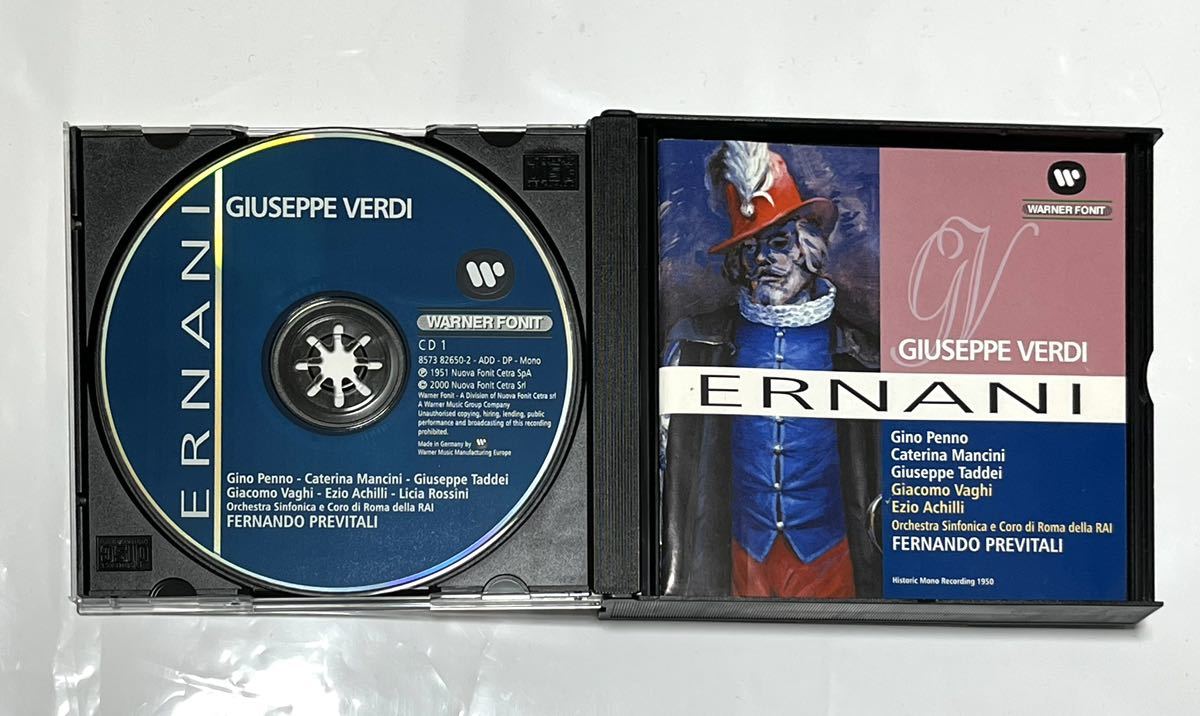 ERNANI
GIUSEPPE VERDI
WARNER FONIT
CD 1
8573 82650-2 - ADD - DP - Mono
℗ 1951 Nuova Fonit Cetra SpA
© 2000 Nuova Fonit Cetra Srl
Warner Fonit - A Division of Nuova Fonit Cetra srl
A Warner Music Group Company
Unauthorised copying, hiring, lending, public
performance and broadcasting of this recording
prohibited.
Made in Germany by
Warner Music Manufacturing Europe
Gino Penno - Caterina Mancini - Giuseppe Taddei
Giacomo Vaghi - Ezio Achilli - Licia Rossini
Orchestra Sinfonica e Coro di Roma della RAI
FERNANDO PREVITALI
WARNER FONIT
GV
GIUSEPPE VERDI
ERNANI
Gino Penno
Caterina Mancini
Giuseppe Taddei
Giacomo Vaghi
Ezio Achilli
Orchestra Sinfonica e Coro di Roma della RAI
FERNANDO PREVITALI
Historic Mono Recording 1950